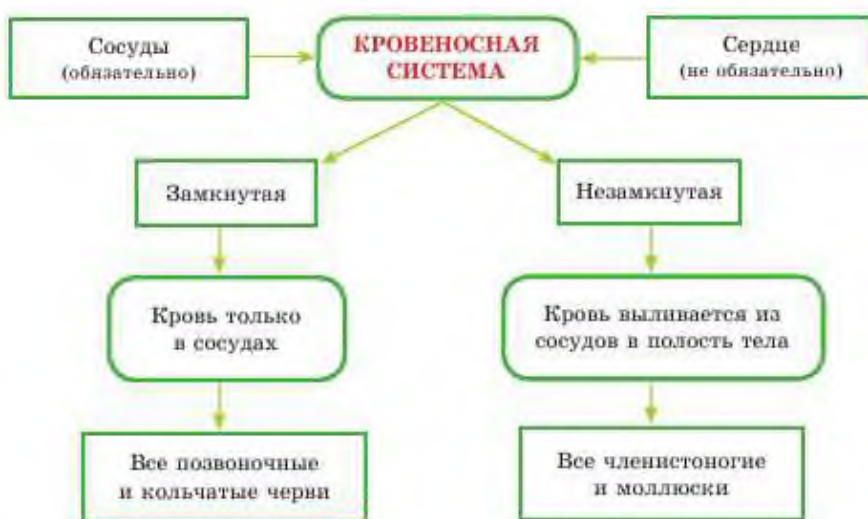 Сосуды
(обязательно)
КРОВЕНОСНАЯ
СИСТЕМА
Сердце
(не обязательно)
Замкнутая
Незамкнутая
Кровь только
в сосудах
Кровь выливается из
сосудов в полость тела
Все позвоночные
и кольчатые черви
Все членистоногие
и моллюски